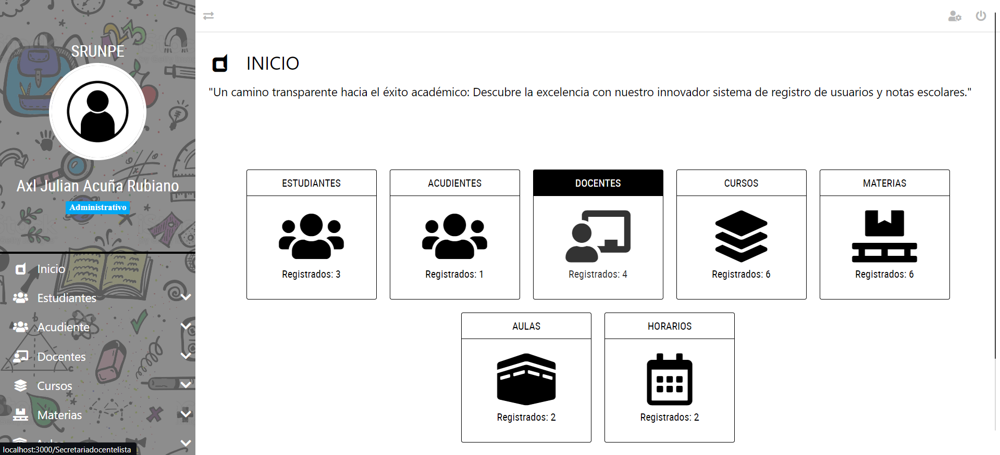 SRUNPE
Axl Julian Acuña Rubiano
Administrativo
Inicio
Estudiantes
Acudiente
Docentes
Cursos
Materias
Aulas
localhost:3000/Secretariadocentelista
INICIO
"Un camino transparente hacia el éxito académico: Descubre la excelencia con nuestro innovador sistema de registro de usuarios y notas escolares."
ESTUDIANTES
Registrados: 3
ACUDIENTES
Registrados: 1
DOCENTES
Registrados: 4
CURSOS
Registrados: 6
MATERIAS
Registrados: 6
AULAS
Registrados: 2
HORARIOS
Registrados: 2